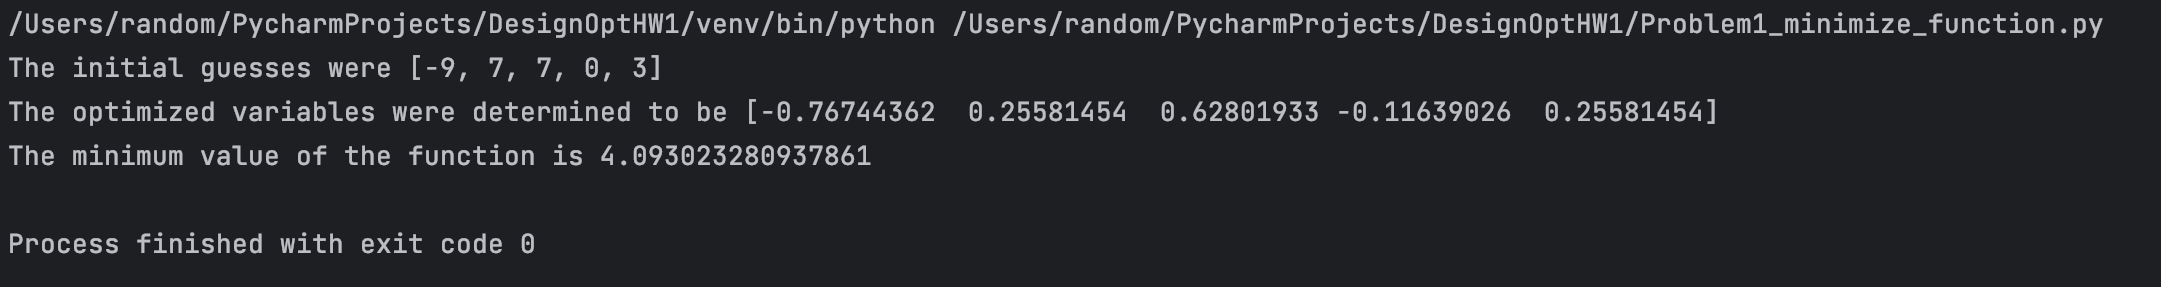 /Users/random/PycharmProjects/DesignOptHW1/venv/bin/python /Users/random/PycharmProjects/DesignOptHW1/Problem1_minimize_function.py
The initial guesses were [-9, 7, 7, 0, 3]
The optimized variables were determined to be [-0.76744362  0.25581454  0.62801933 -0.11639026  0.25581454]
The minimum value of the function is 4.093023280937861
Process finished with exit code 0